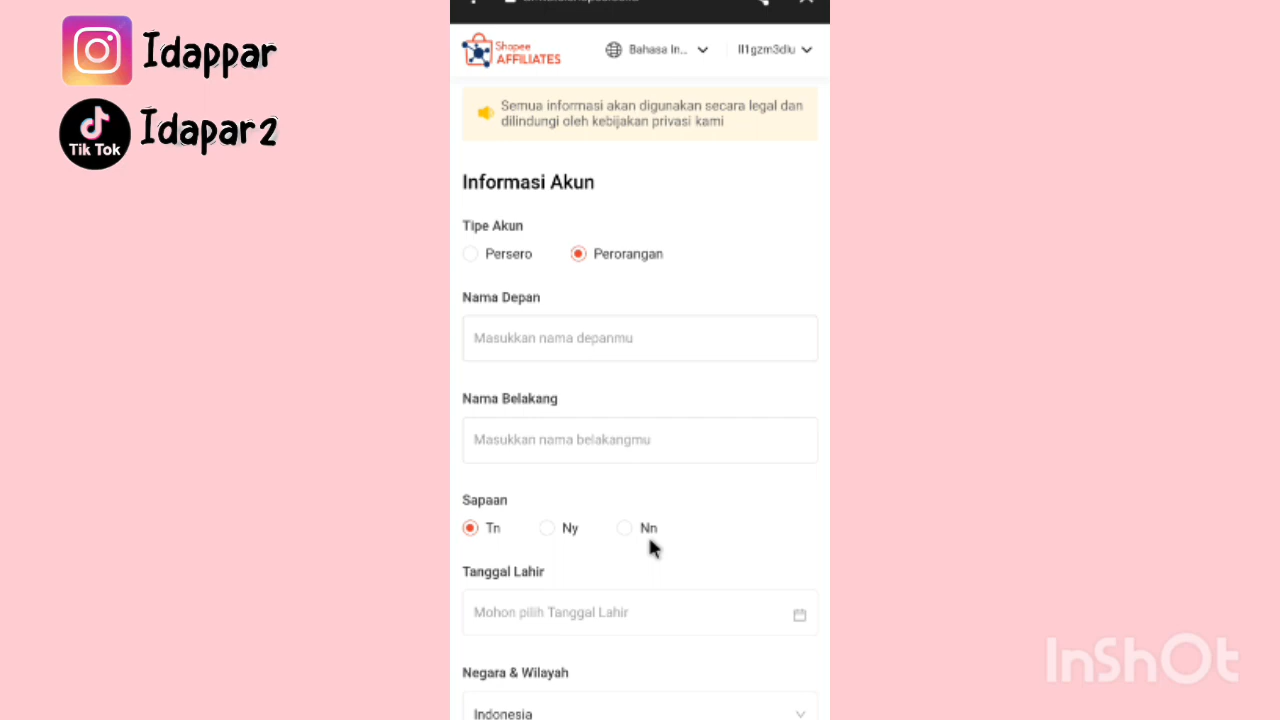 Idappar
Tik Tok
Idapar2
Shopee
AFFILIATES
Bahasa In...
ll1gzm3dlu
Semua informasi akan digunakan secara legal dan
dilindungi oleh kebijakan privasi kami
Informasi Akun
Tipe Akun
Persero
Perorangan
Nama Depan
Masukkan nama depanmu
Nama Belakang
Masukkan nama belakangmu
Sapaan
Tn
Ny
Nn
Tanggal Lahir
Mohon pilih Tanggal Lahir
Negara & Wilayah
Indonesia
InShOt